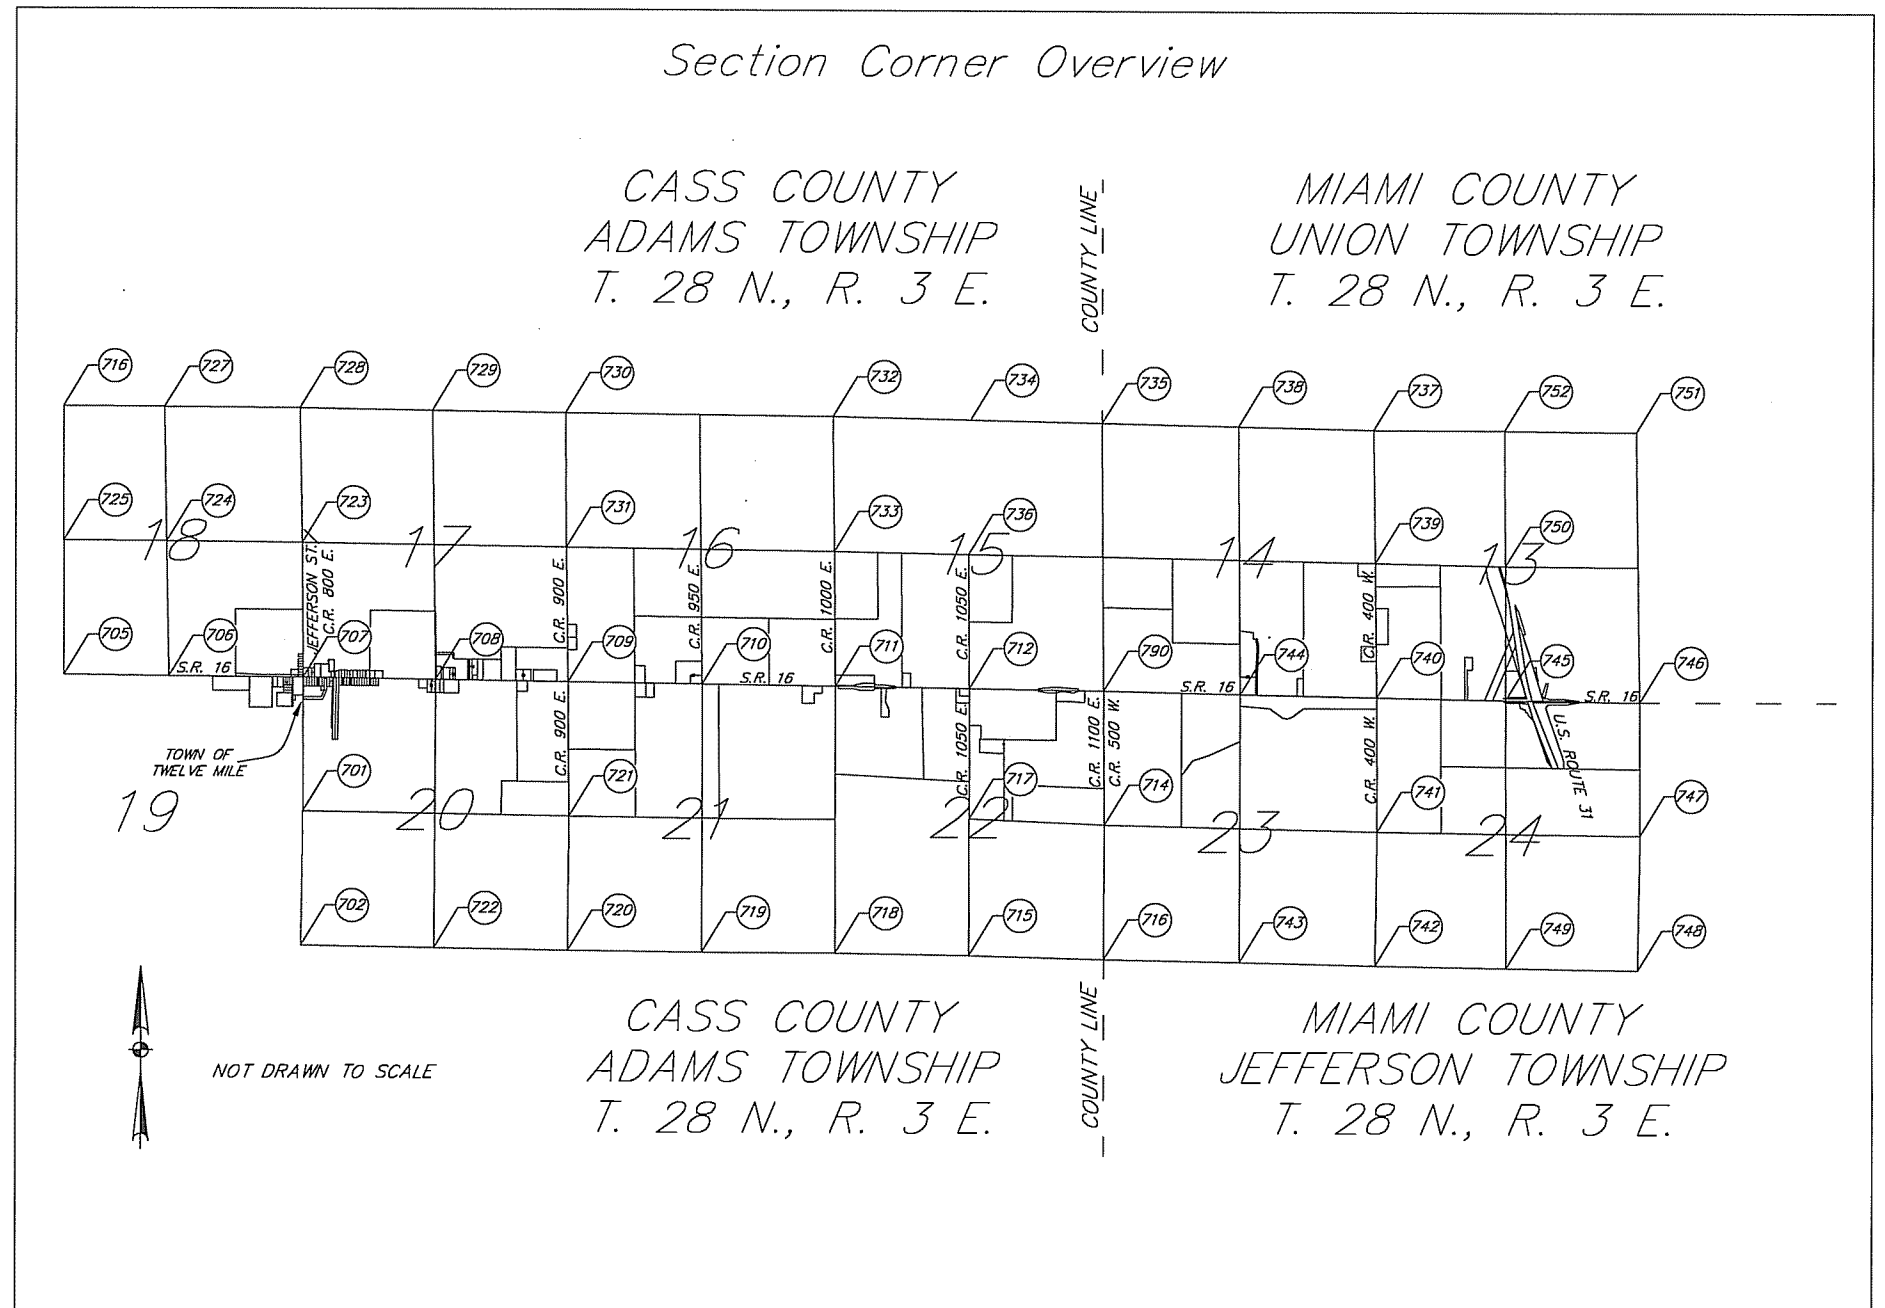 Section Corner Overview
CASS COUNTY
ADAMS TOWNSHIP
T. 28 N., R. 3 E.
COUNTY LINE
MIAMI COUNTY
UNION TOWNSHIP
T. 28 N., R. 3 E.
716
727
728
729
730
732
734
735
738
737
752
751
725
724
723
731
733
736
739
750
18
17
16
15
14
13
JEFFERSON ST.
C.R. 800 E.
C.R. 900 E.
C.R. 950 E.
C.R. 1000 E.
C.R. 1050 E.
C.R. 400 W.
705
706
707
708
709
710
711
712
790
744
740
745
746
S.R. 16
S.R. 16
S.R. 16
S.R. 16
TOWN OF
TWELVE MILE
C.R. 900 E.
C.R. 1050 E.
C.R. 1100 E.
C.R. 500 W.
C.R. 400 W.
U.S. ROUTE 31
701
721
717
714
741
747
19
20
21
22
23
24
702
722
720
719
718
715
716
743
742
749
748
NOT DRAWN TO SCALE
CASS COUNTY
ADAMS TOWNSHIP
T. 28 N., R. 3 E.
COUNTY LINE
MIAMI COUNTY
JEFFERSON TOWNSHIP
T. 28 N., R. 3 E.